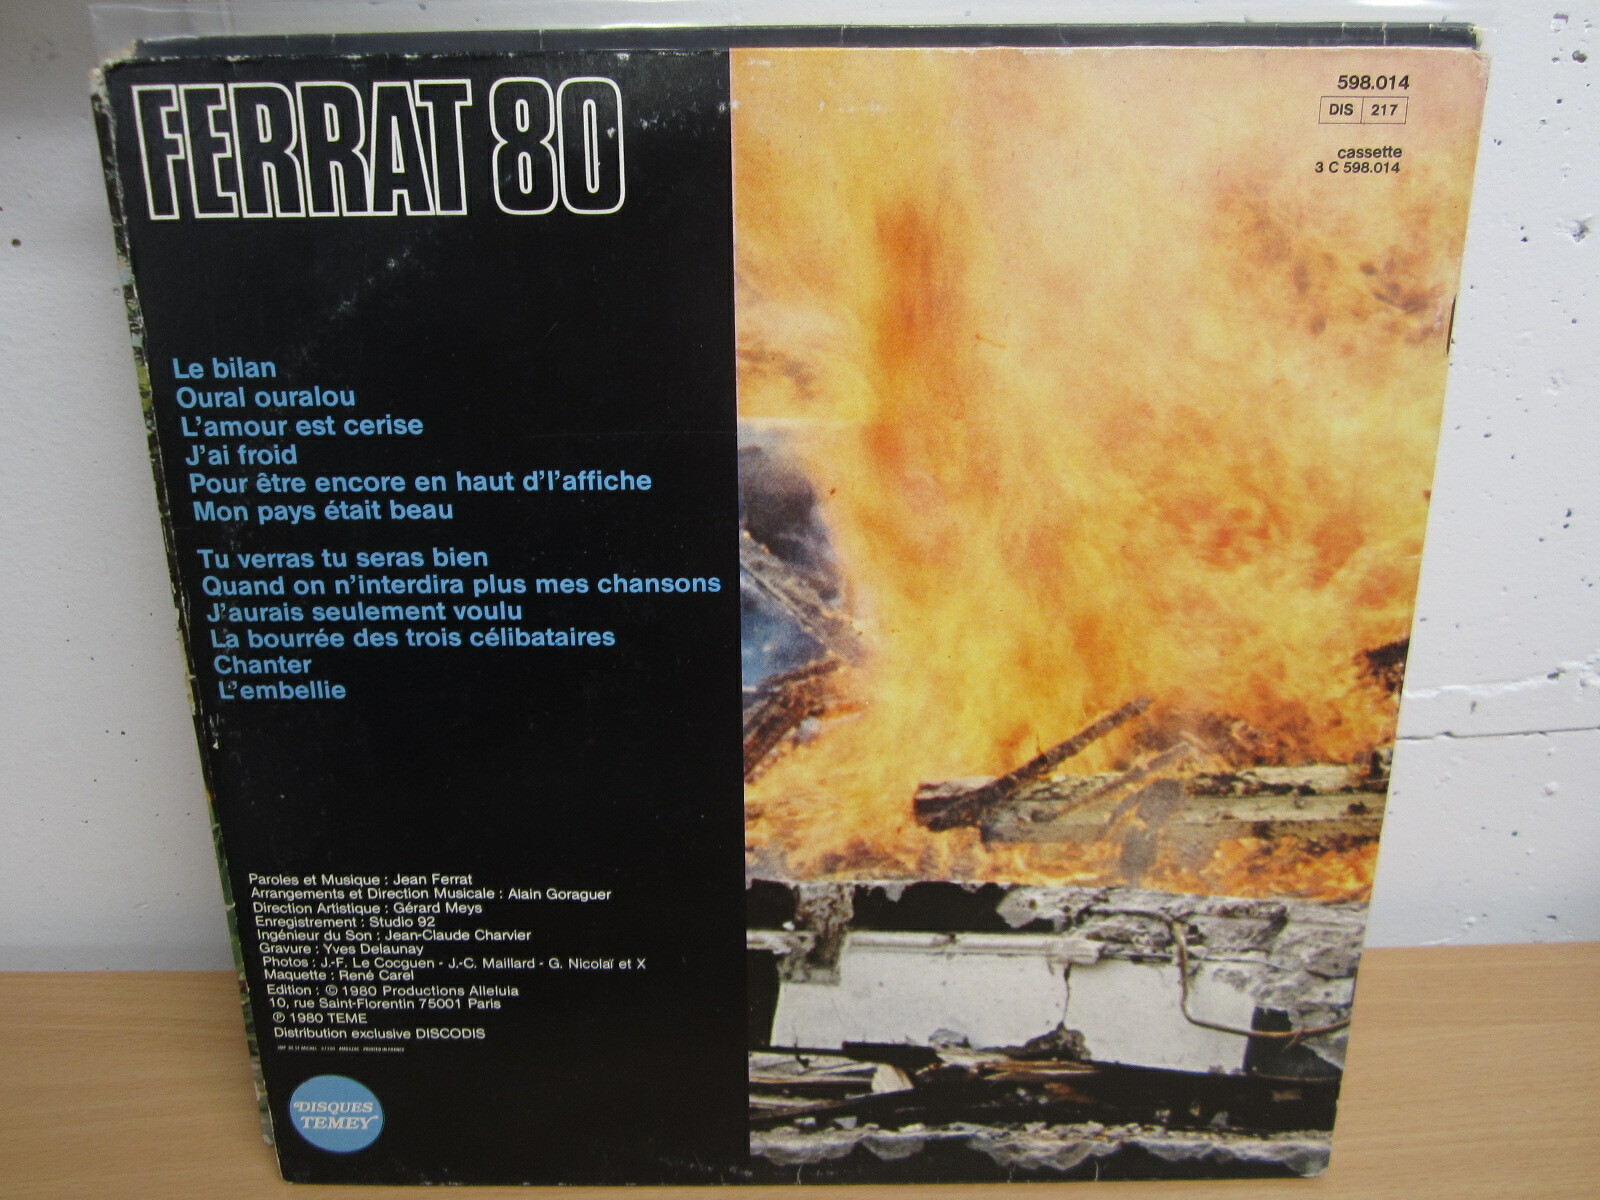 FERRAT 80
598.014
DIS 217
cassette
3 C 598.014
Le bilan
Oural ouralou
L'amour est cerise
J'ai froid
Pour être encore en haut d'l'affiche
Mon pays était beau
Tu verras tu seras bien
Quand on n'interdira plus mes chansons
J'aurais seulement voulu
La bourrée des trois célibataires
Chanter
L'embellie
Paroles et Musique : Jean Ferrat
Arrangements et Direction Musicale : Alain Goraguer
Direction Artistique : Gérard Meys
Enregistrement : Studio 92
Ingénieur du Son : Jean-Claude Charvier
Gravure : Yves Delaunay
Photos : J.-F. Le Cocguen - J.-C. Maillard - G. Nicolaï et X
Maquette : René Carel
Edition : © 1980 Productions Alleluia
10, rue Saint-Florentin 75001 Paris
℗ 1980 TEME
Distribution exclusive DISCODIS
PRINTED IN FRANCE
DISQUES
TEMEY